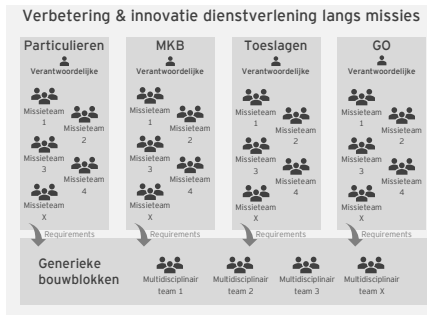 Verbetering & innovatie dienstverlening langs missies
Particulieren
Verantwoordelijke
Missieteam
1
Missieteam
2
Missieteam
3
Missieteam
4
Missieteam
X
MKB
Verantwoordelijke
Missieteam
1
Missieteam
2
Missieteam
3
Missieteam
4
Missieteam
X
Toeslagen
Verantwoordelijke
Missieteam
1
Missieteam
2
Missieteam
3
Missieteam
4
Missieteam
X
GO
Verantwoordelijke
Missieteam
1
Missieteam
2
Missieteam
3
Missieteam
4
Missieteam
X
Requirements
Requirements
Requirements
Requirements
Generieke
bouwblokken
Multidisciplinair
team 1
Multidisciplinair
team 2
Multidisciplinair
team 3
Multidisciplinair
team X